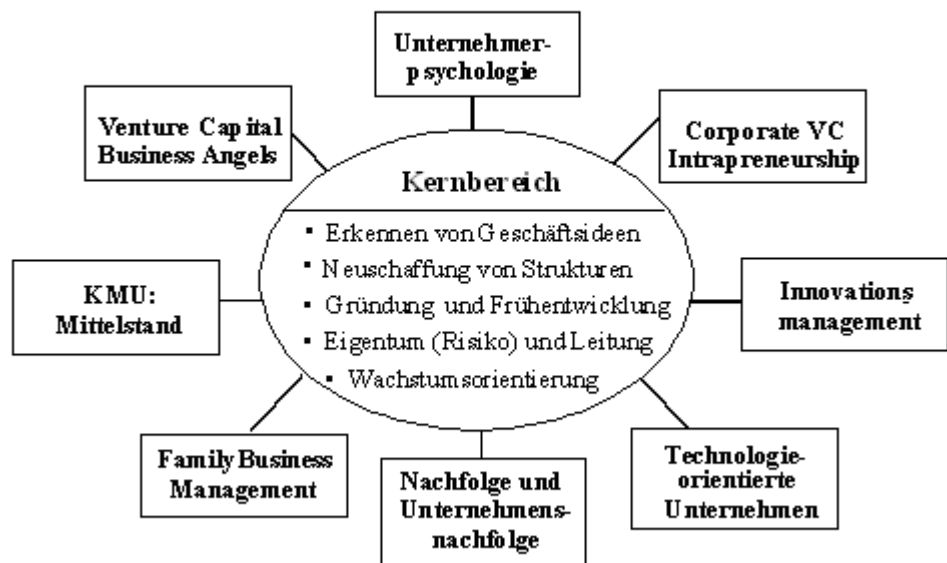 Unternehmer-
psychologie
Venture Capital
Business Angels
Corporate VC
Intrapreneurship
Kernbereich
▪ Erkennen von Geschäftsideen
▪ Neuschaffung von Strukturen
▪ Gründung und Frühentwicklung
▪ Eigentum (Risiko) und Leitung
▪ Wachstumsorientierung
KMU:
Mittelstand
Innovations
management
Family Business
Management
Nachfolge und
Unternehmens-
nachfolge
Technologie-
orientierte
Unternehmen